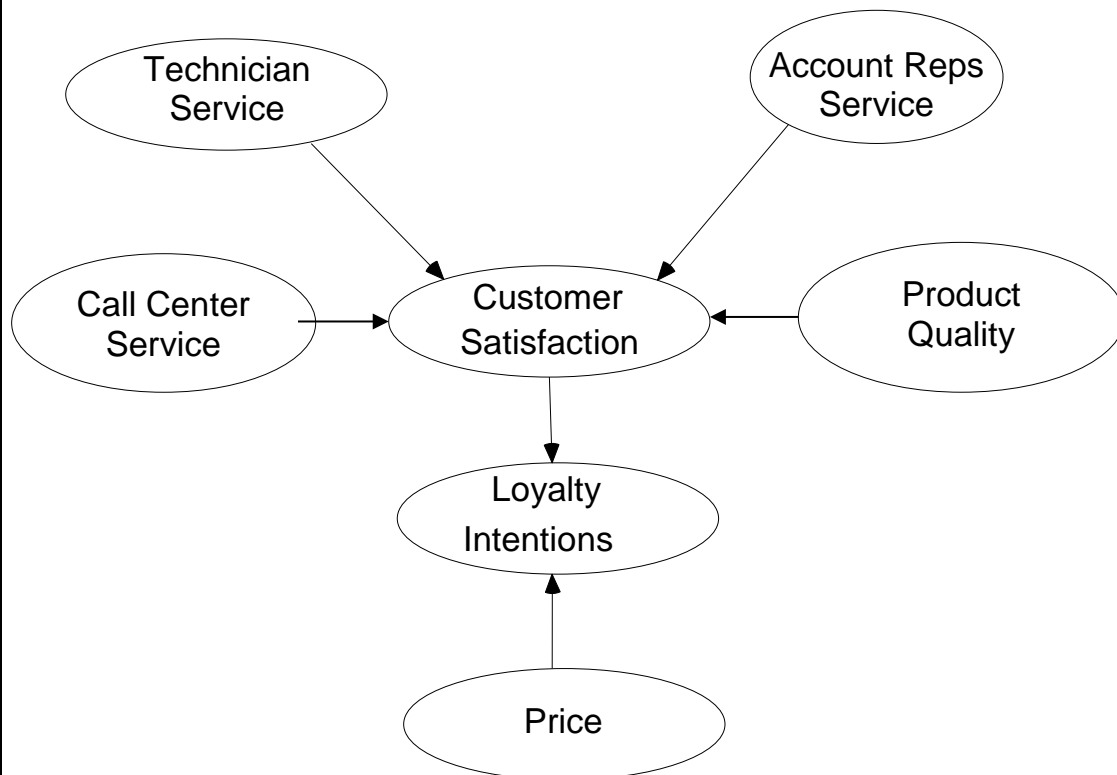 Technician
Service
Account Reps
Service
Call Center
Service
Customer
Satisfaction
Product
Quality
Loyalty
Intentions
Price